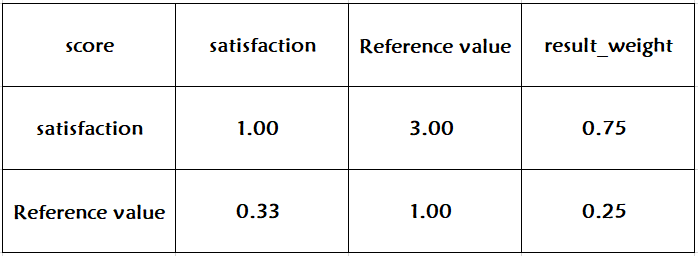 score satisfaction Reference value result_weight
satisfaction 1.00 3.00 0.75
Reference value 0.33 1.00 0.25